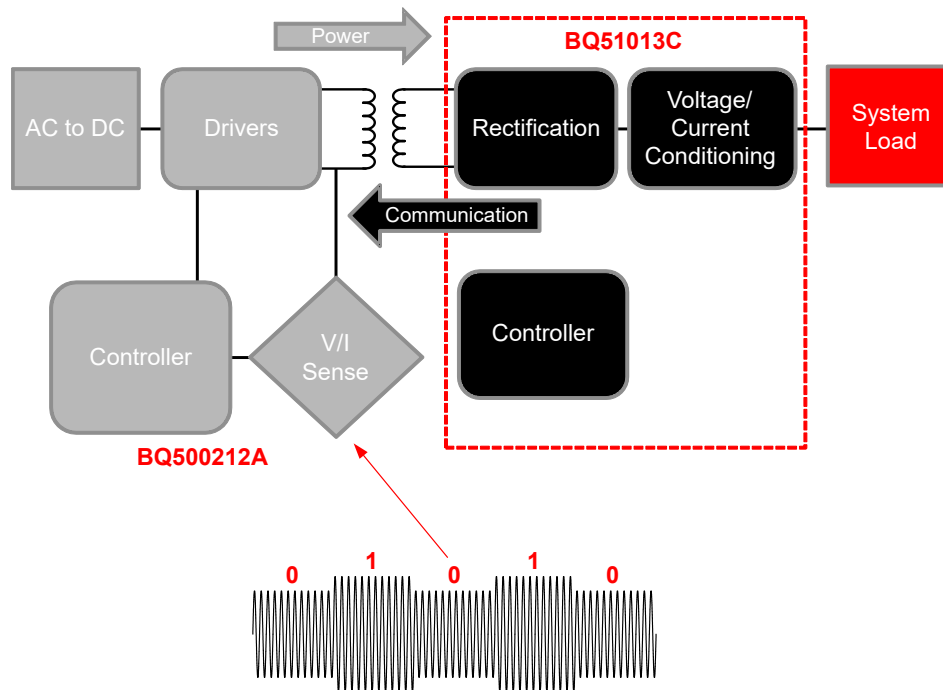 Power
BQ51013C
AC to DC
Drivers
Rectification
Voltage/
Current
Conditioning
System
Load
Communication
Controller
V/I
Sense
Controller
BQ500212A
0 1 0 1 0